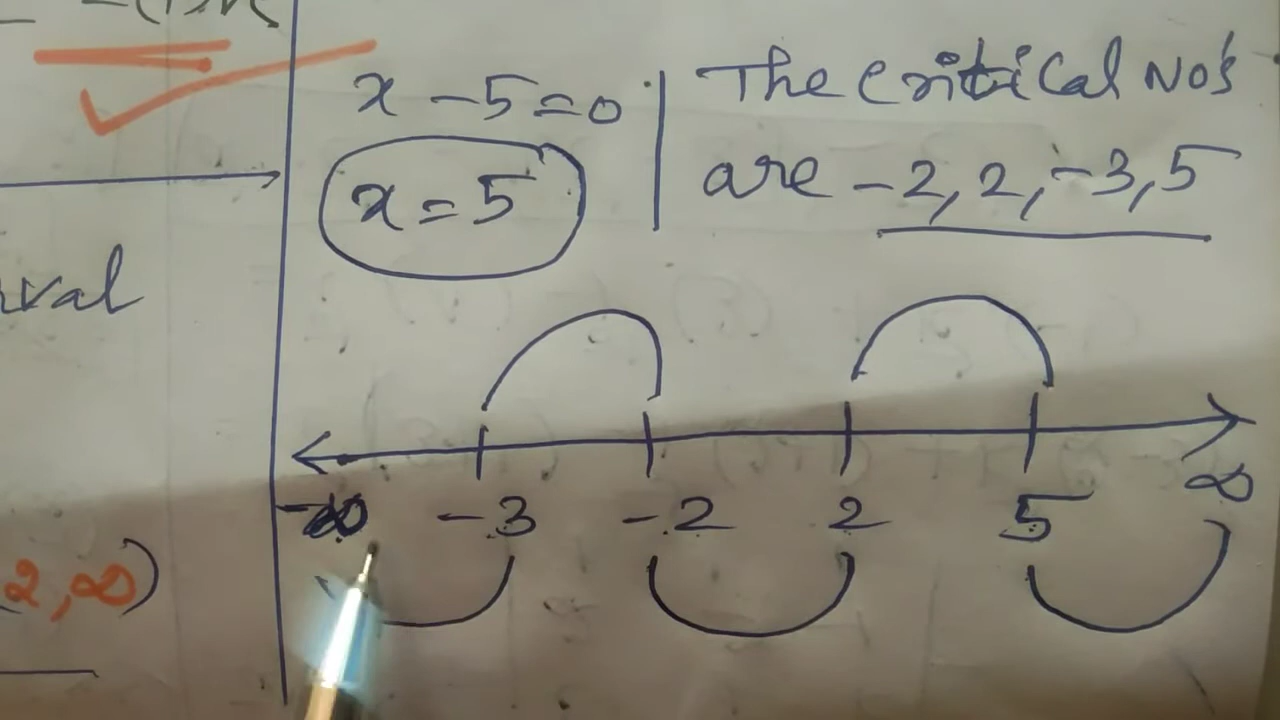 x - 5 = 0
x = 5
The Critical No's
are -2, 2, -3, 5
rval
2, ∞)
-∞ -3 -2 2 5 ∞